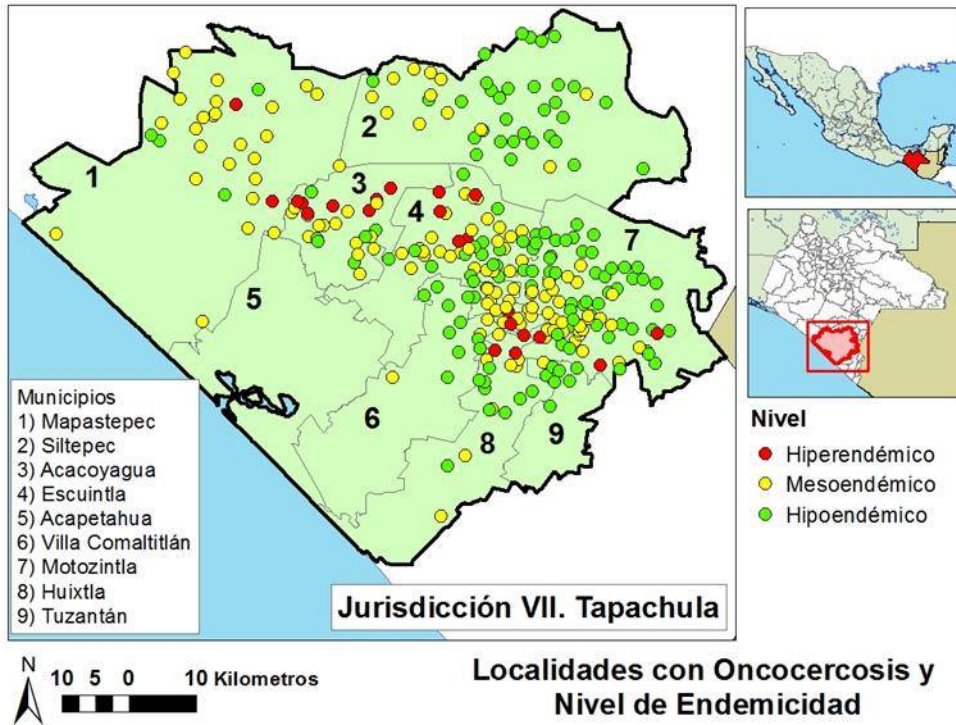 1
2
3
4
5
6
7
8
9
Municipios
1) Mapastepec
2) Siltepec
3) Acacoyagua
4) Escuintla
5) Acapetahua
6) Villa Comaltitlán
7) Motozintla
8) Huixtla
9) Tuzantán
Jurisdicción VII. Tapachula
Nivel
Hiperendémico
Mesoendémico
Hipoendémico
N
10 5 0 10 Kilometros
Localidades con Oncocercosis y
Nivel de Endemicidad